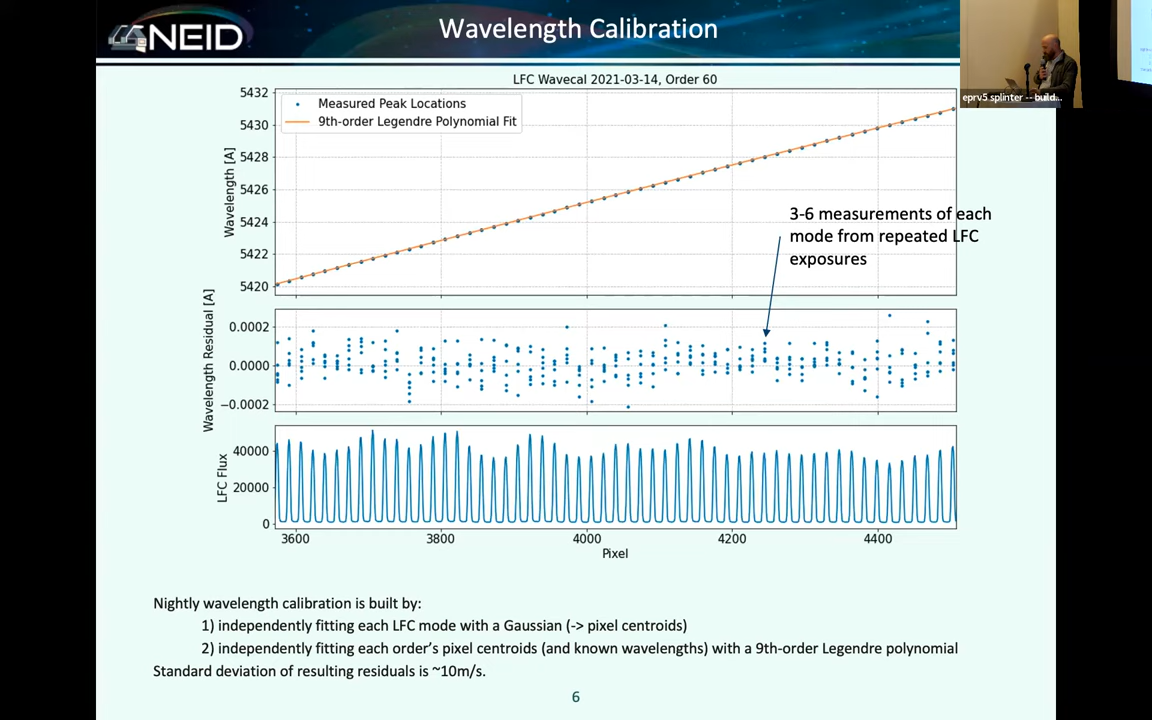 NEID
Wavelength Calibration
eprv5 splinter -- build...
LFC Wavecal 2021-03-14, Order 60
Measured Peak Locations
9th-order Legendre Polynomial Fit
Wavelength [A]
5432
5430
5428
5426
5424
5422
5420
3-6 measurements of each
mode from repeated LFC
exposures
Wavelength Residual [A]
0.0002
0.0000
−0.0002
LFC Flux
40000
20000
0
3600 3800 4000 4200 4400
Pixel
Nightly wavelength calibration is built by:
1) independently fitting each LFC mode with a Gaussian (-> pixel centroids)
2) independently fitting each order's pixel centroids (and known wavelengths) with a 9th-order Legendre polynomial
Standard deviation of resulting residuals is ~10m/s.
6